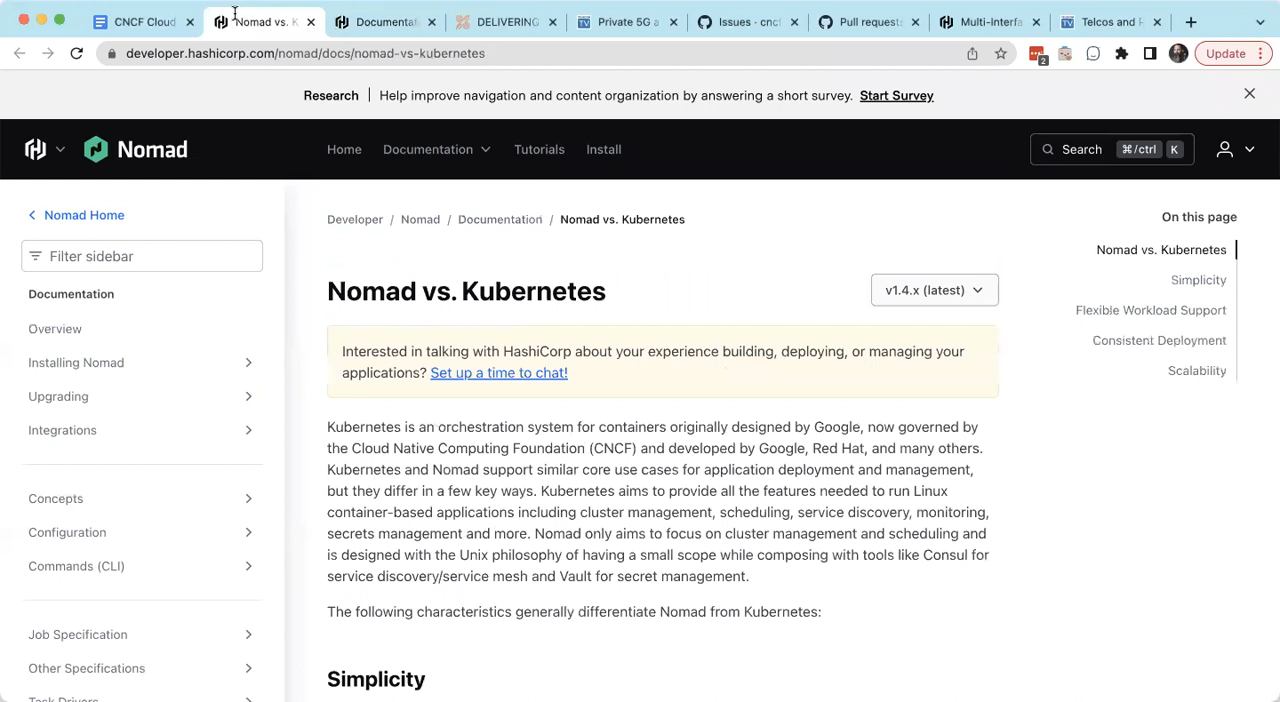 CNCF Cloud
Nomad vs. K
Documentat
DELIVERING
Private 5G a
Issues · cnc
Pull request
Multi-Interfa
Telcos and
developer.hashicorp.com/nomad/docs/nomad-vs-kubernetes
2
Update
Research | Help improve navigation and content organization by answering a short survey. Start Survey
Nomad
Home
Documentation
Tutorials
Install
Search
⌘/ctrl
K
Nomad Home
Filter sidebar
Documentation
Overview
Installing Nomad
Upgrading
Integrations
Concepts
Configuration
Commands (CLI)
Job Specification
Other Specifications
Task Drivers
Developer / Nomad / Documentation / Nomad vs. Kubernetes
Nomad vs. Kubernetes
v1.4.x (latest)
Interested in talking with HashiCorp about your experience building, deploying, or managing your
applications? Set up a time to chat!
Kubernetes is an orchestration system for containers originally designed by Google, now governed by
the Cloud Native Computing Foundation (CNCF) and developed by Google, Red Hat, and many others.
Kubernetes and Nomad support similar core use cases for application deployment and management,
but they differ in a few key ways. Kubernetes aims to provide all the features needed to run Linux
container-based applications including cluster management, scheduling, service discovery, monitoring,
secrets management and more. Nomad only aims to focus on cluster management and scheduling and
is designed with the Unix philosophy of having a small scope while composing with tools like Consul for
service discovery/service mesh and Vault for secret management.
The following characteristics generally differentiate Nomad from Kubernetes:
Simplicity
On this page
Nomad vs. Kubernetes
Simplicity
Flexible Workload Support
Consistent Deployment
Scalability